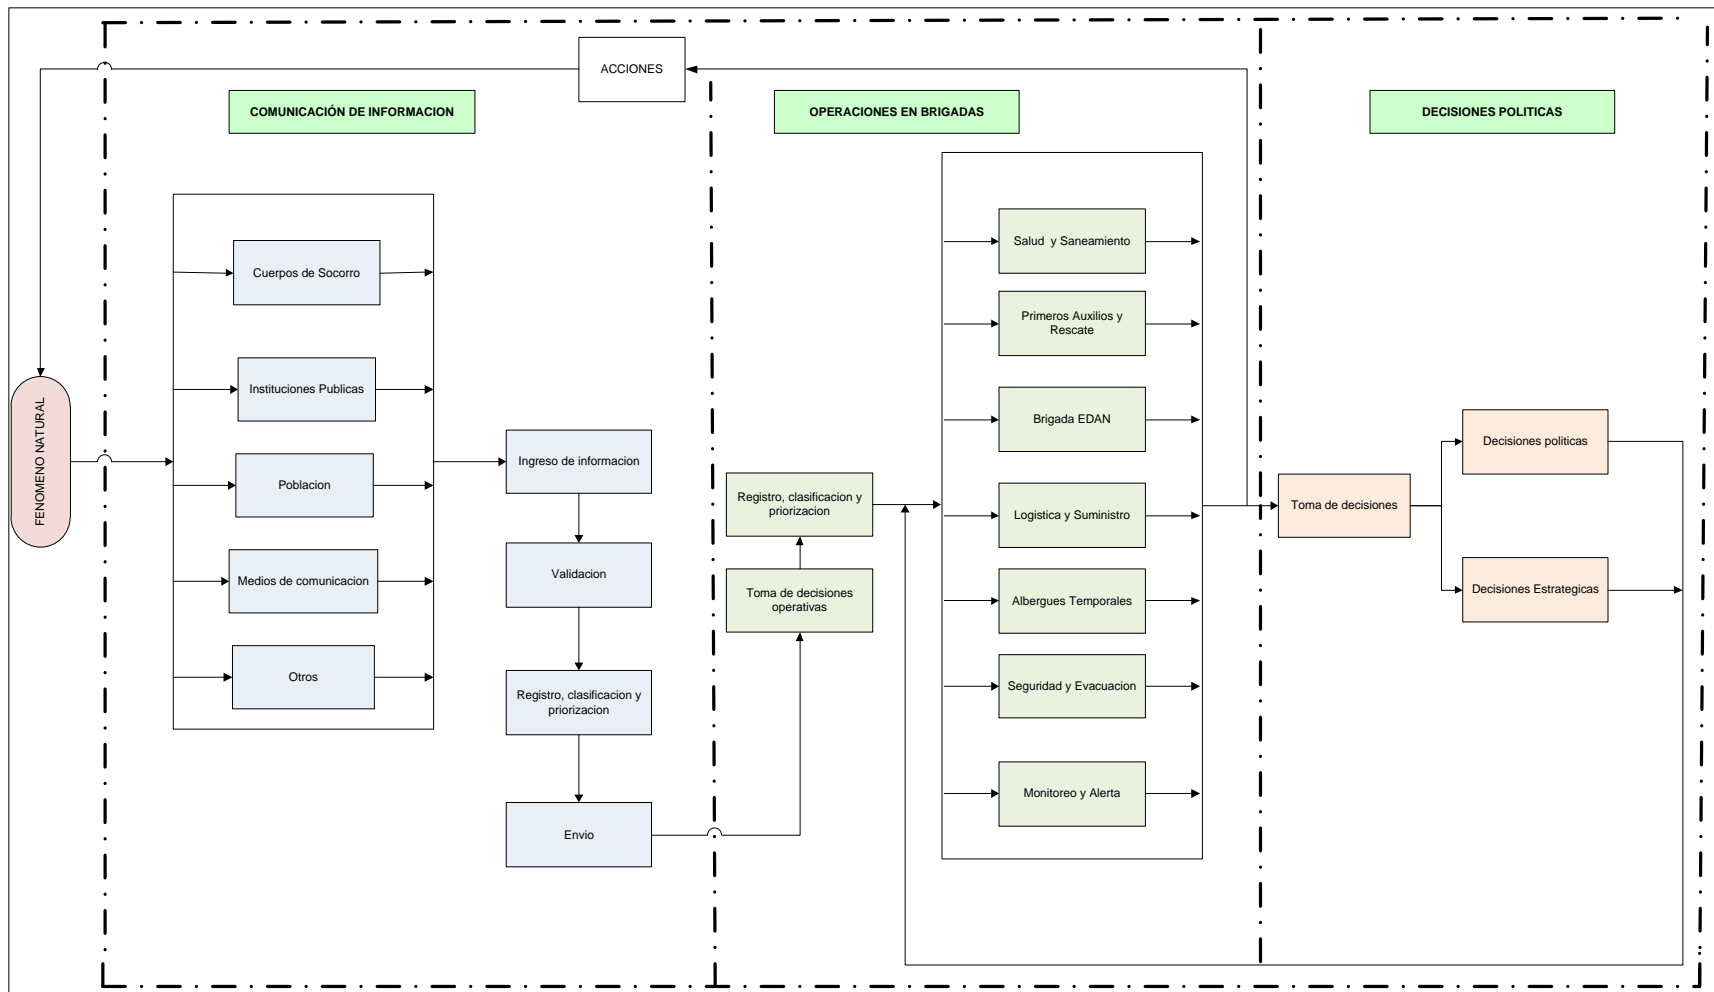 ACCIONES
COMUNICACIÓN DE INFORMACION
OPERACIONES EN BRIGADAS
DECISIONES POLITICAS
FENOMENO NATURAL
Cuerpos de Socorro
Instituciones Publicas
Poblacion
Medios de comunicacion
Otros
Ingreso de informacion
Validacion
Registro, clasificacion y
priorizacion
Envio
Registro, clasificacion y
priorizacion
Toma de decisiones
operativas
Salud y Saneamiento
Primeros Auxilios y
Rescate
Brigada EDAN
Logistica y Suministro
Albergues Temporales
Seguridad y Evacuacion
Monitoreo y Alerta
Toma de decisiones
Decisiones politicas
Decisiones Estrategicas